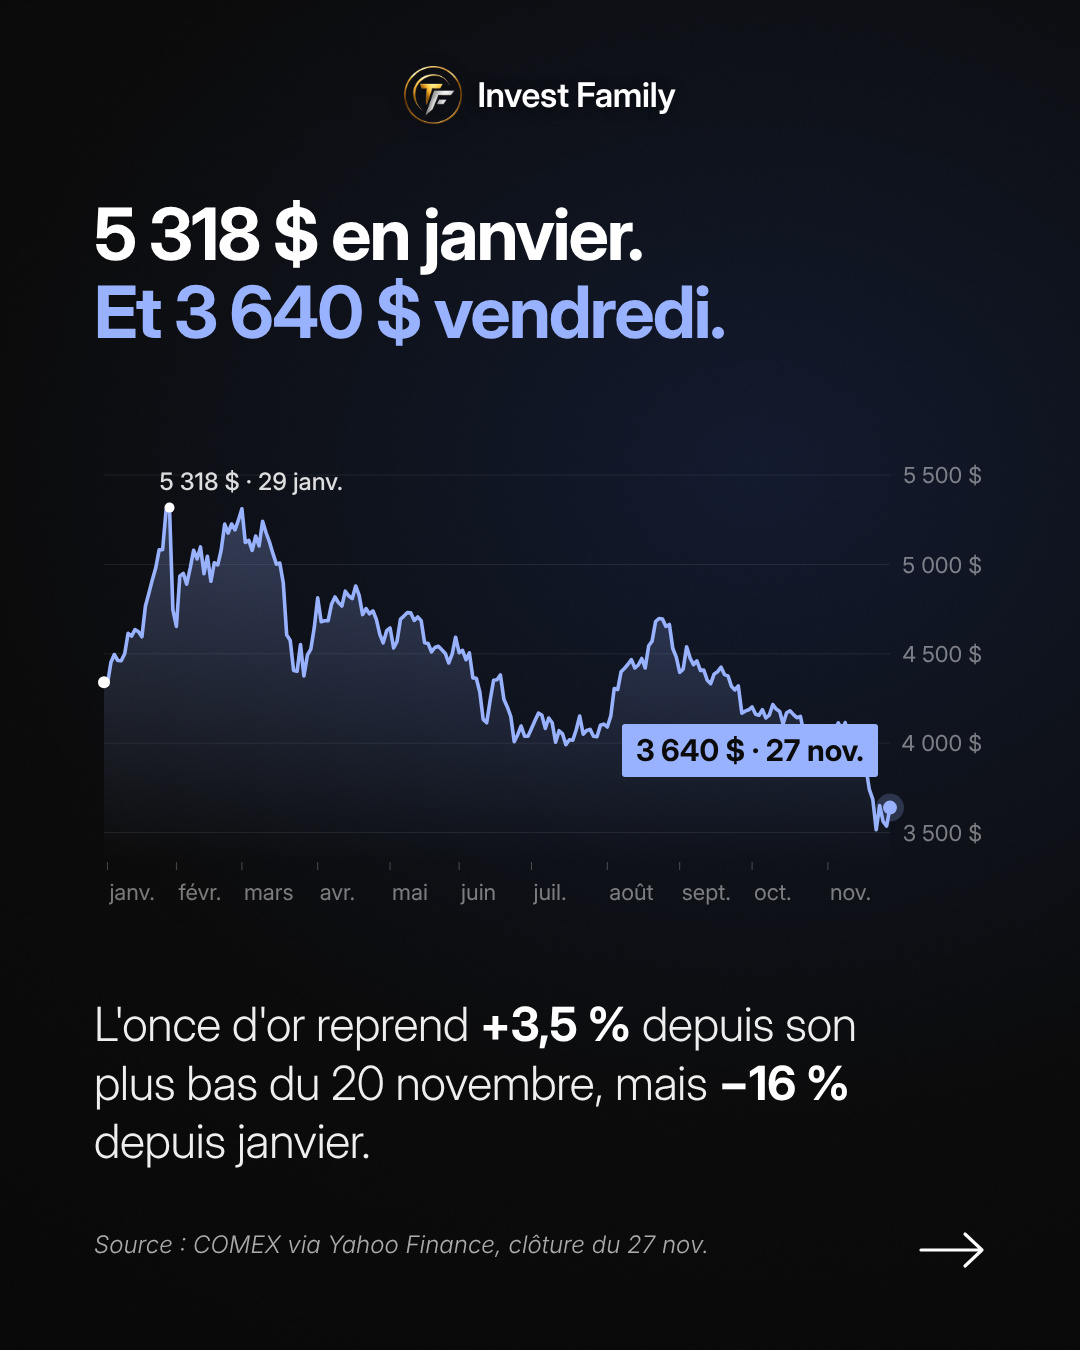 TF Invest Family
5 318 $ en janvier.
Et 3 640 $ vendredi.
5 318 $ · 29 janv.
5 500 $
5 000 $
4 500 $
3 640 $ · 27 nov.
4 000 $
3 500 $
janv. févr. mars avr. mai juin juil. août sept. oct. nov.
L'once d'or reprend +3,5 % depuis son
plus bas du 20 novembre, mais −16 %
depuis janvier.
Source : COMEX via Yahoo Finance, clôture du 27 nov.